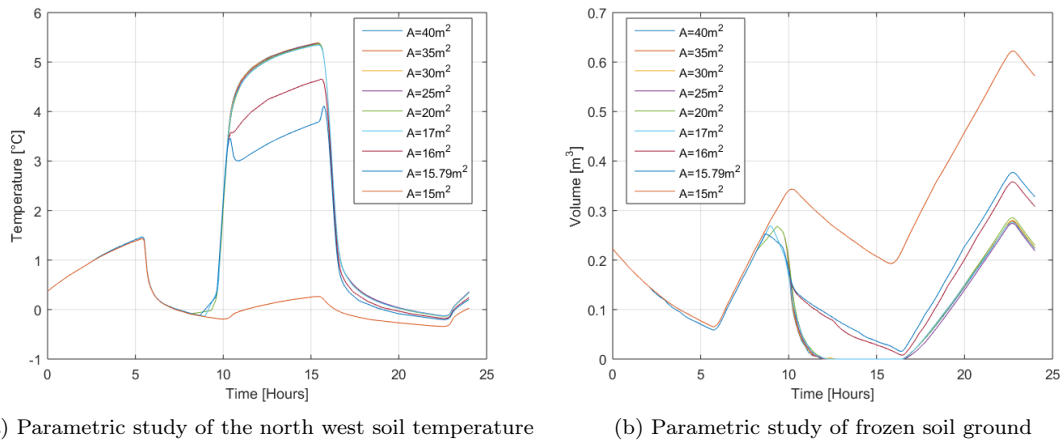 6
5
4
3
2
1
0
-1
Temperature [°C]
0
5
10
15
20
25
Time [Hours]
A=40m²
A=35m²
A=30m²
A=25m²
A=20m²
A=17m²
A=16m²
A=15.79m²
A=15m²
) Parametric study of the north west soil temperature
0.7
0.6
0.5
0.4
0.3
0.2
0.1
0
Volume [m³]
0
5
10
15
20
25
Time [Hours]
A=40m²
A=35m²
A=30m²
A=25m²
A=20m²
A=17m²
A=16m²
A=15.79m²
A=15m²
(b) Parametric study of frozen soil ground